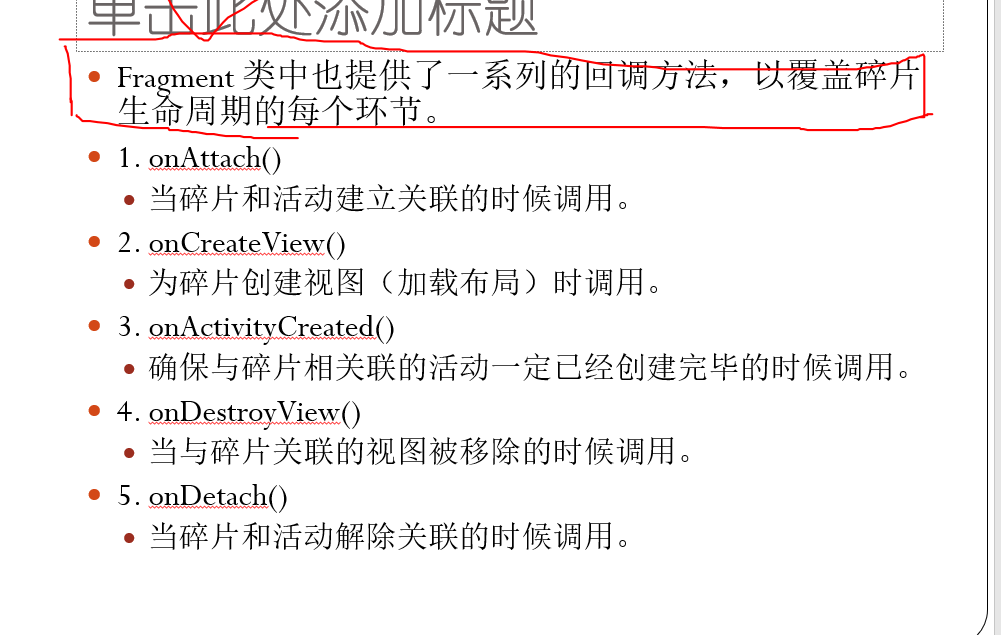 单击此处添加标题
Fragment 类中也提供了一系列的回调方法，以覆盖碎片
生命周期的每个环节。
1. onAttach()
当碎片和活动建立关联的时候调用。
2. onCreateView()
为碎片创建视图（加载布局）时调用。
3. onActivityCreated()
确保与碎片相关联的活动一定已经创建完毕的时候调用。
4. onDestroyView()
当与碎片关联的视图被移除的时候调用。
5. onDetach()
当碎片和活动解除关联的时候调用。